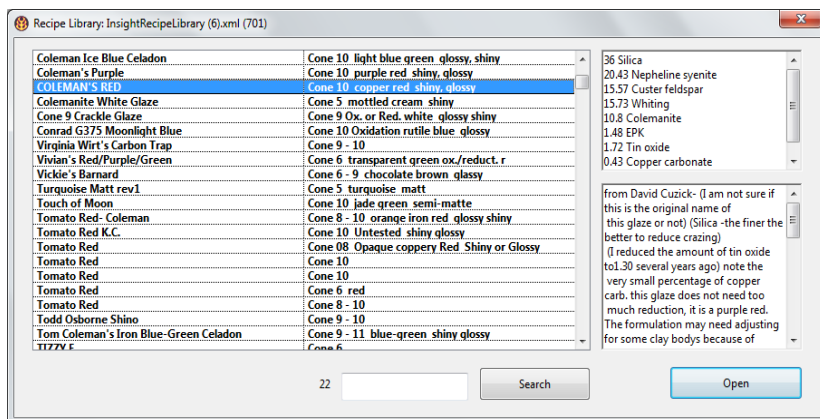 Recipe Library: InsightRecipeLibrary (6).xml (701)
Coleman Ice Blue Celadon Cone 10 light blue green glossy, shiny
Coleman's Purple Cone 10 purple red shiny, glossy
COLEMAN'S RED Cone 10 copper red shiny, glossy
Colemanite White Glaze Cone 5 mottled cream shiny
Cone 9 Crackle Glaze Cone 9 Ox. or Red. white glossy shiny
Conrad G375 Moonlight Blue Cone 10 Oxidation rutile blue glossy
Virginia Wirt's Carbon Trap Cone 9 - 10
Vivian's Red/Purple/Green Cone 6 transparent green ox./reduct. r
Vickie's Barnard Cone 6 - 9 chocolate brown glassy
Turquoise Matt rev1 Cone 5 turquoise matt
Touch of Moon Cone 10 jade green semi-matte
Tomato Red- Coleman Cone 8 - 10 orange iron red glossy shiny
Tomato Red K.C. Cone 10 Untested shiny glossy
Tomato Red Cone 08 Opaque coppery Red Shiny or Glossy
Tomato Red Cone 10
Tomato Red Cone 10
Tomato Red Cone 6 red
Tomato Red Cone 8 - 10
Todd Osborne Shino Cone 9 - 10
Tom Coleman's Iron Blue-Green Celadon Cone 9 - 11 blue-green shiny glossy
TIZZY F Cone 6
36 Silica
20.43 Nepheline syenite
15.57 Custer feldspar
15.73 Whiting
10.8 Colemanite
1.48 EPK
1.72 Tin oxide
0.43 Copper carbonate
from David Cuzick- (I am not sure if
this is the original name of
this glaze or not) (Silica -the finer the
better to reduce crazing)
(I reduced the amount of tin oxide
to1.30 several years ago) note the
very small percentage of copper
carb. this glaze does not need too
much reduction, it is a purple red.
The formulation may need adjusting
for some clay bodys because of
22
Search
Open